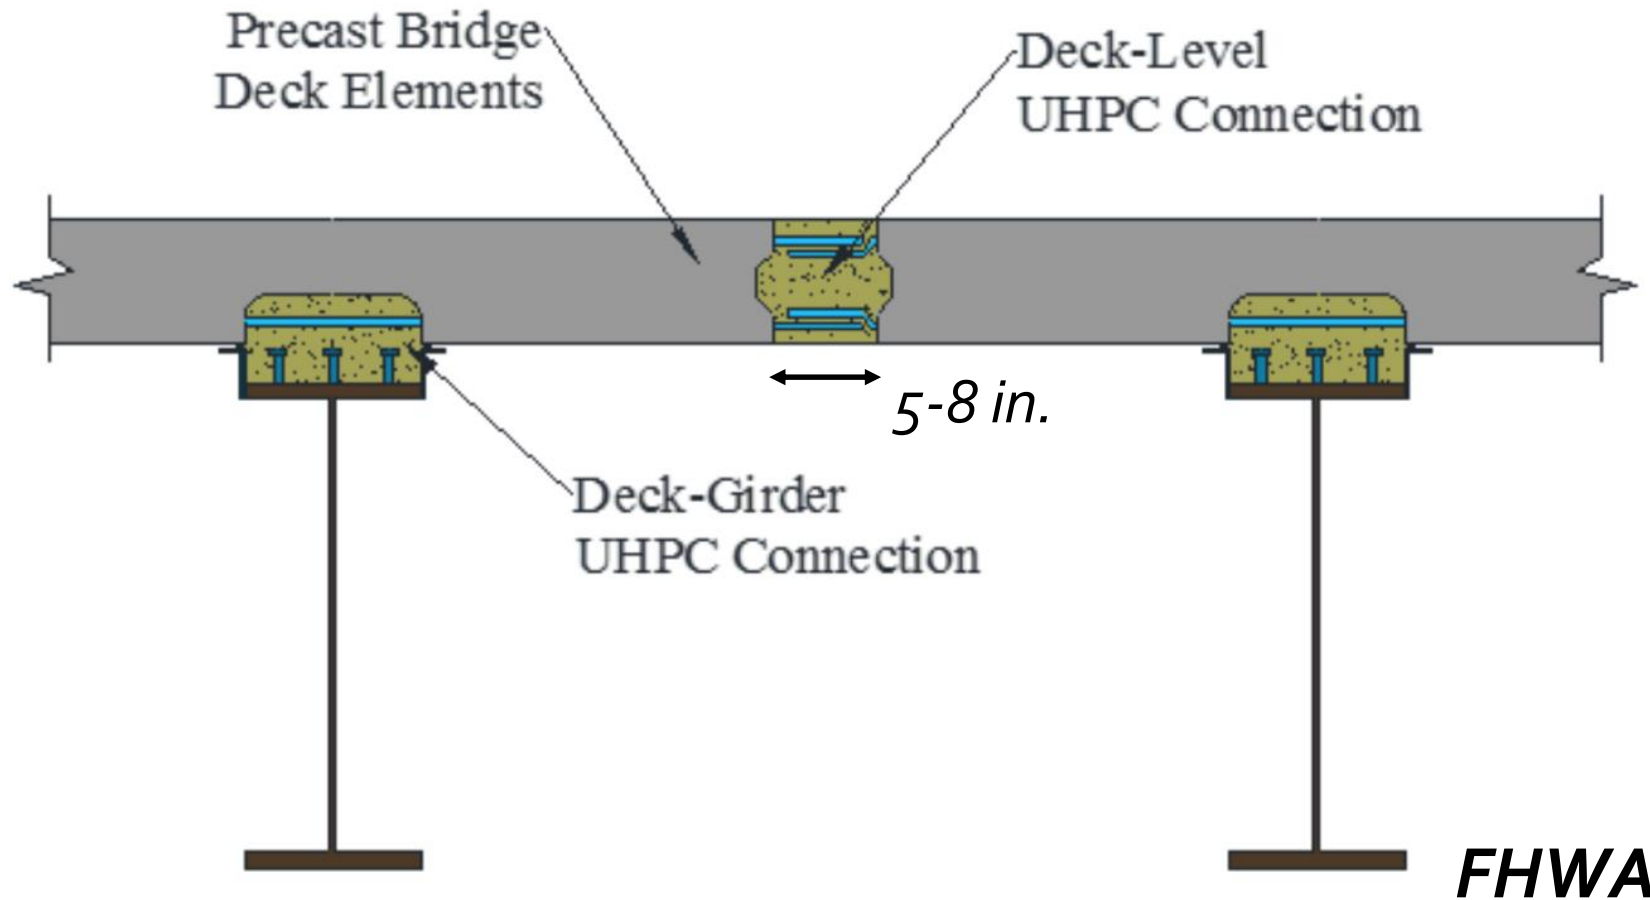 Precast Bridge
Deck Elements
Deck-Level
UHPC Connection
5-8 in.
Deck-Girder
UHPC Connection
FHWA